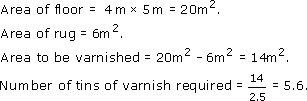 Area of floor = 4 m × 5 m = 20m².
Area of rug = 6m².
Area to be varnished = 20m² – 6m² = 14m².
Number of tins of varnish required = 14/2.5 = 5.6.